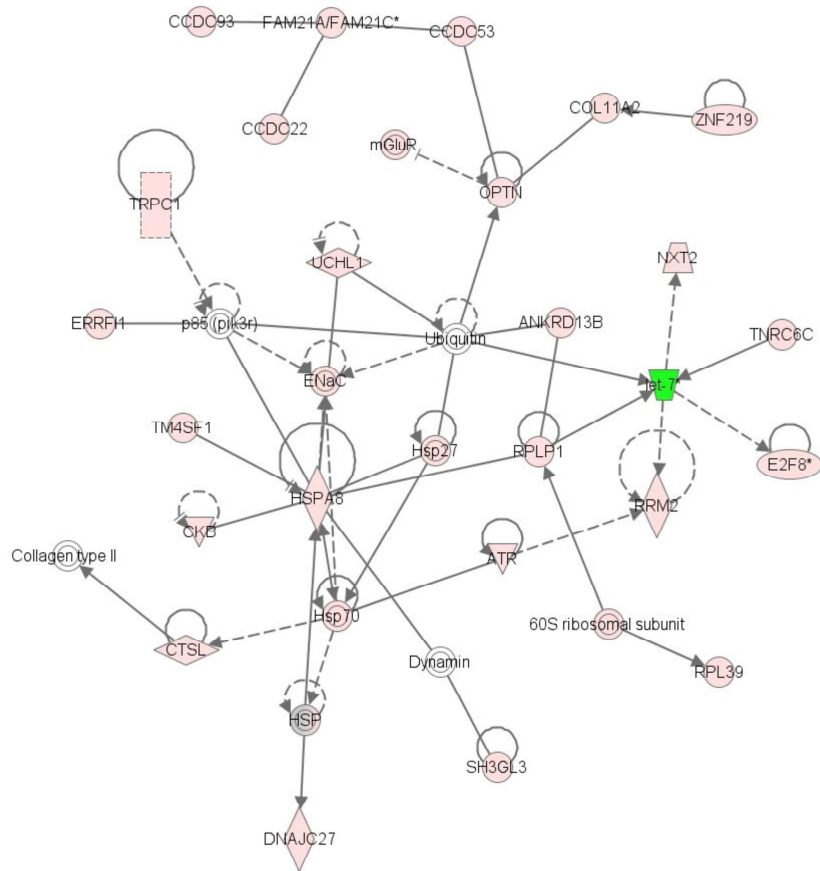 CCDC93
FAM21A/FAM21C*
CCDC53
CCDC22
COL11A2
ZNF219
mGluR
OPTN
TRPC1
UCHL1
NXT2
ERRFI1
p85 (pik3r)
Ubiquitin
ANKRD13B
TNRC6C
ENaC
let-7*
TM4SF1
Hsp27
RPLP1
E2F8*
HSPA8
RRM2
CKB
Collagen type II
ATR
Hsp70
60S ribosomal subunit
CTSL
Dynamin
RPL39
HSP
SH3GL3
DNAJC27